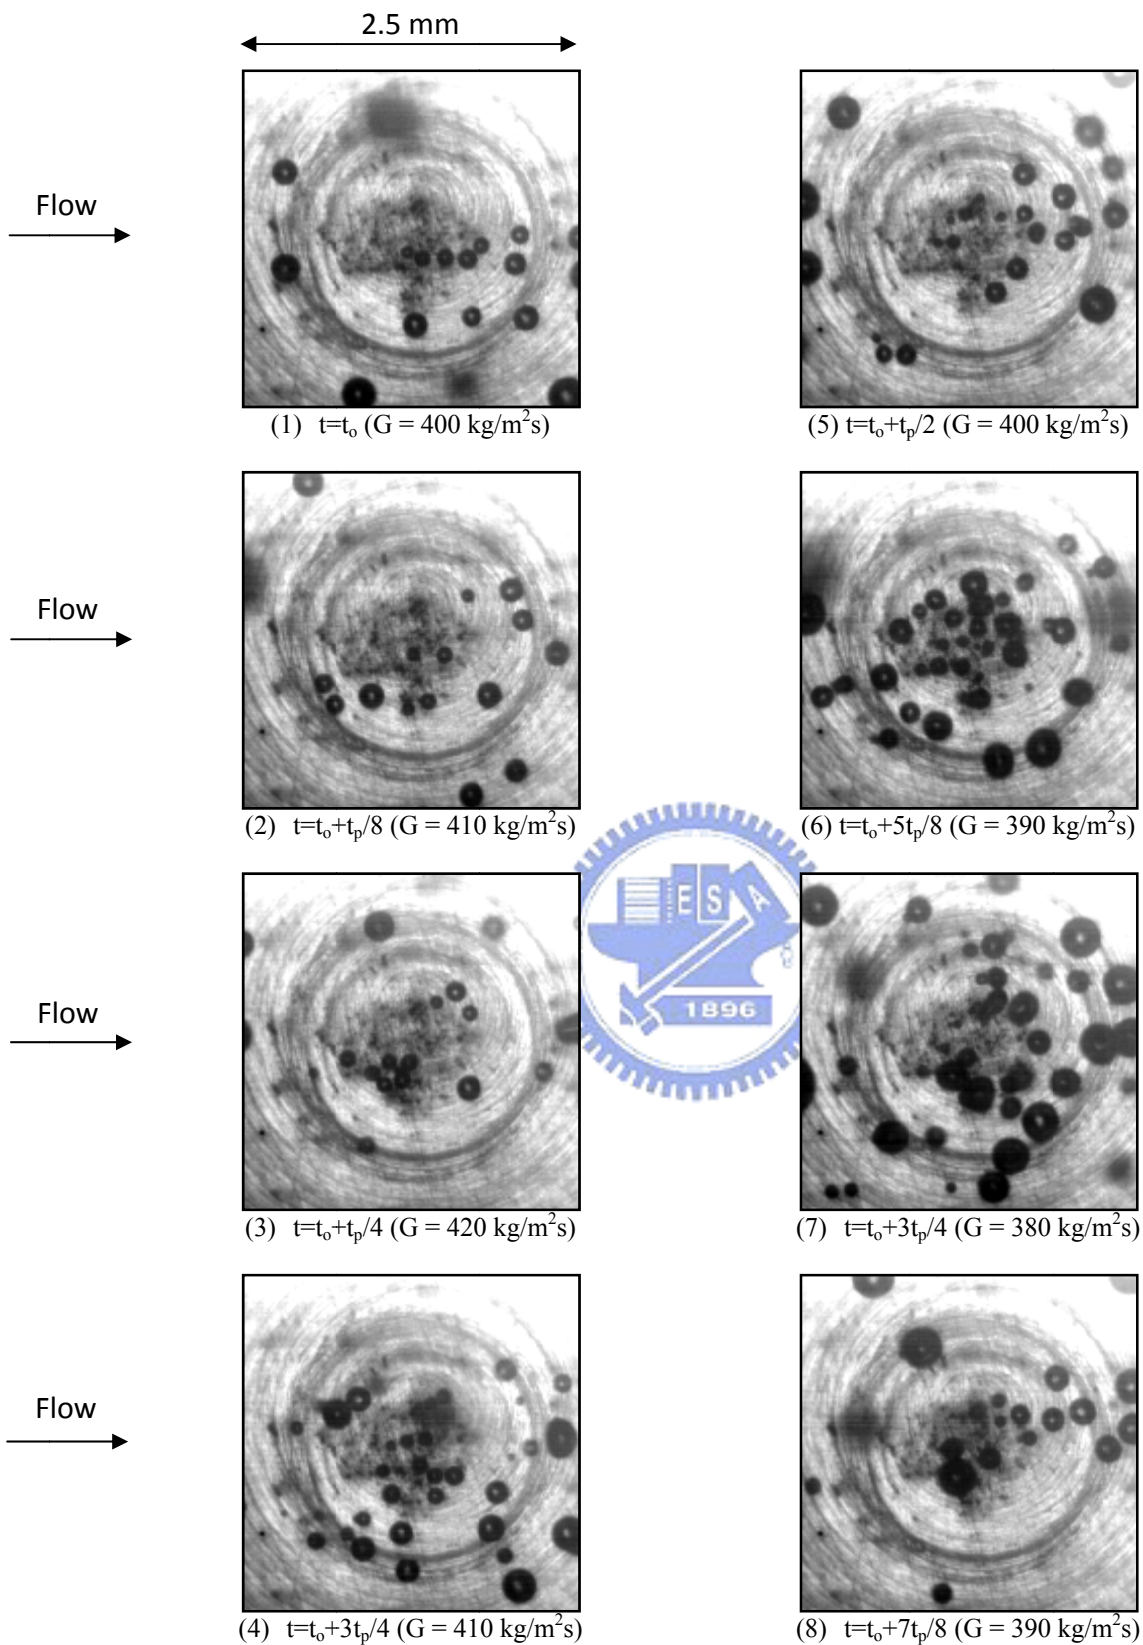 2.5 mm
Flow
(1) t=tₒ (G = 400 kg/m²s)
(5) t=tₒ+tₚ/2 (G = 400 kg/m²s)
Flow
(2) t=tₒ+tₚ/8 (G = 410 kg/m²s)
(6) t=tₒ+5tₚ/8 (G = 390 kg/m²s)
E S A
1896
Flow
(3) t=tₒ+tₚ/4 (G = 420 kg/m²s)
(7) t=tₒ+3tₚ/4 (G = 380 kg/m²s)
Flow
(4) t=tₒ+3tₚ/4 (G = 410 kg/m²s)
(8) t=tₒ+7tₚ/8 (G = 390 kg/m²s)